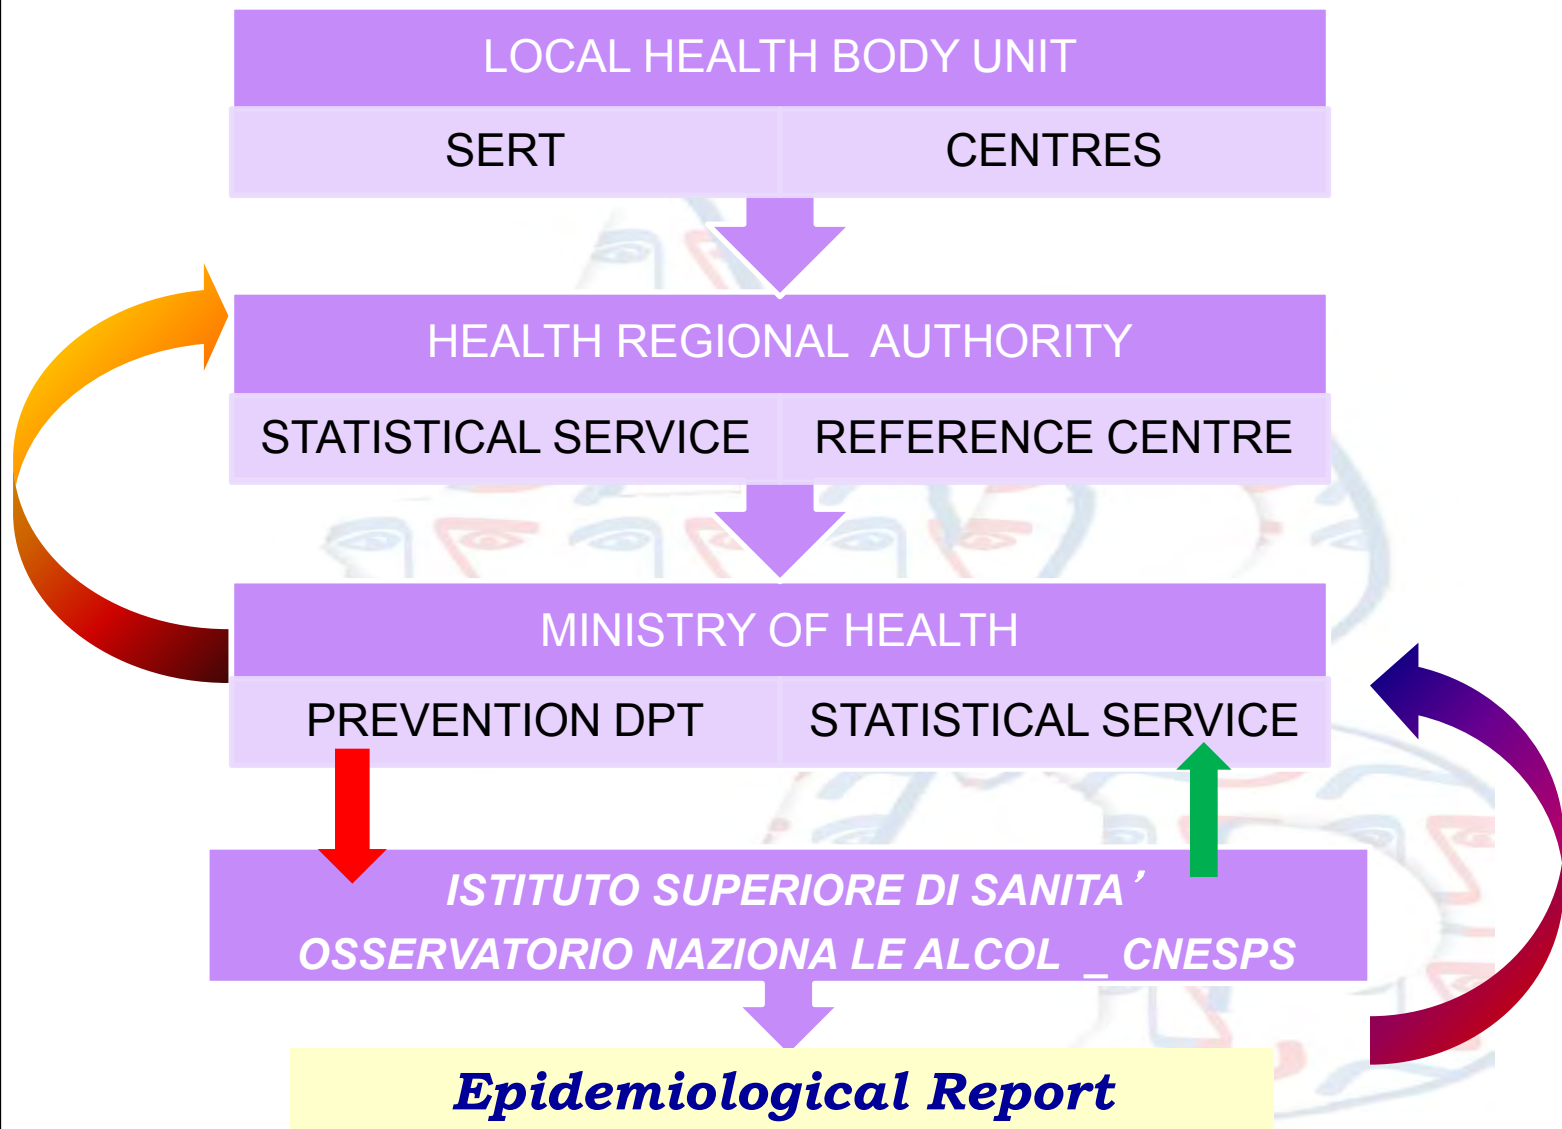 LOCAL HEALTH BODY UNIT
SERT CENTRES
HEALTH REGIONAL AUTHORITY
STATISTICAL SERVICE REFERENCE CENTRE
MINISTRY OF HEALTH
PREVENTION DPT STATISTICAL SERVICE
ISTITUTO SUPERIORE DI SANITA’
OSSERVATORIO NAZIONA LE ALCOL _ CNESPS
Epidemiological Report